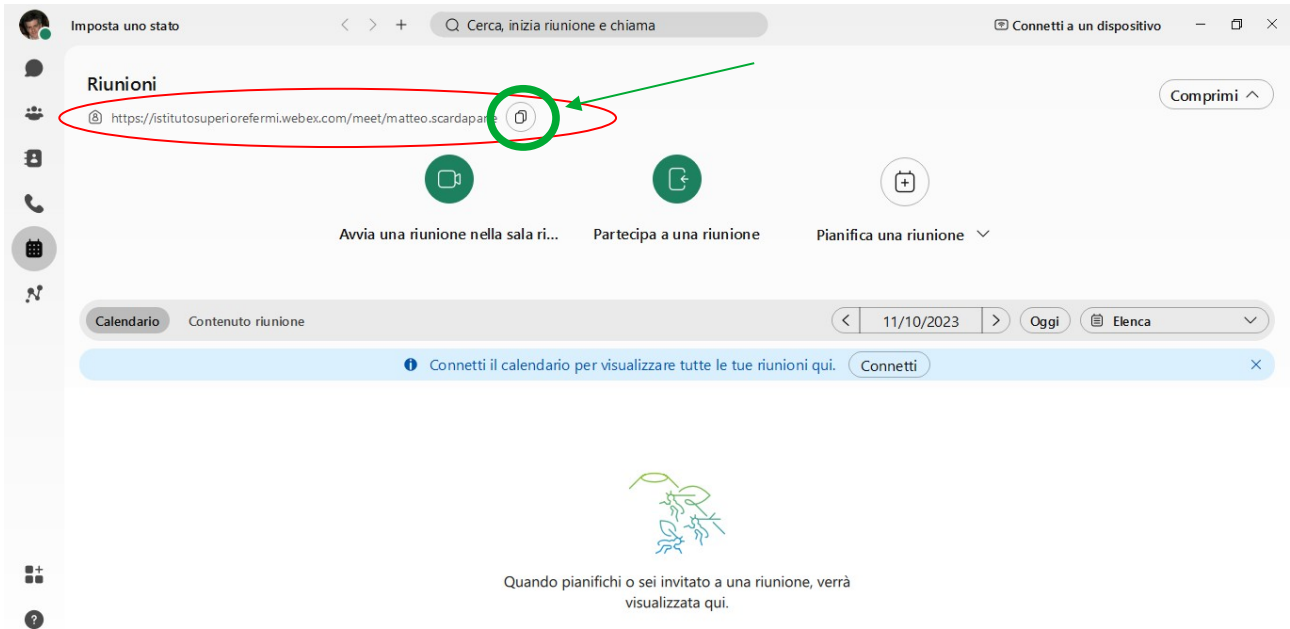 Imposta uno stato
Cerca, inizia riunione e chiama
Connetti a un dispositivo
Riunioni
Comprimi
https://istitutosuperiorefermi.webex.com/meet/matteo.scardapane
Avvia una riunione nella sala ri...
Partecipa a una riunione
Pianifica una riunione
Calendario
Contenuto riunione
11/10/2023
Oggi
Elenca
Connetti il calendario per visualizzare tutte le tue riunioni qui.
Connetti
Quando pianifichi o sei invitato a una riunione, verrà
visualizzata qui.